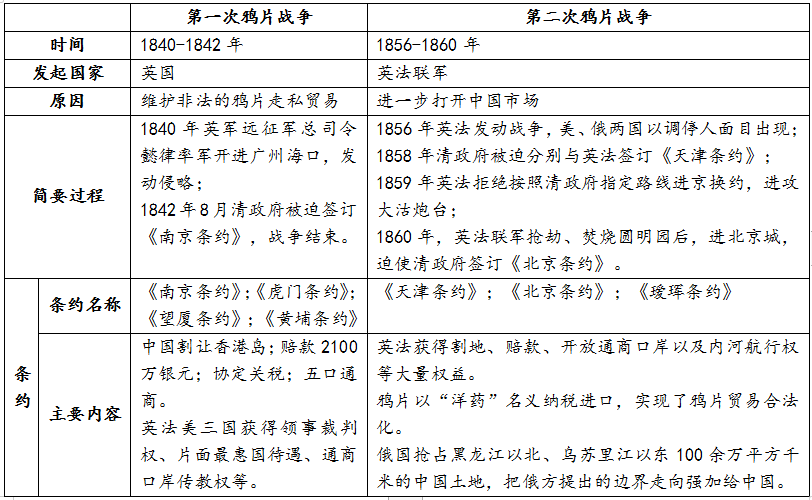 第一次鸦片战争 第二次鸦片战争
时间 1840-1842 年 1856-1860 年
发起国家 英国 英法联军
原因 维护非法的鸦片走私贸易 进一步打开中国市场
简要过程
1840 年英军远征军总司令
懿律率军开进广州海口，发
动侵略；
1842 年 8 月清政府被迫签订
《南京条约》，战争结束。
1856 年英法发动战争，美、俄两国以调停人面目出现；
1858 年清政府被迫分别与英法签订《天津条约》；
1859 年英法拒绝按照清政府指定路线进京换约，进攻
大沽炮台；
1860 年，英法联军抢劫、焚烧圆明园后，进北京城，
迫使清政府签订《北京条约》。
条约
条约名称
《南京条约》；《虎门条约》；
《望厦条约》；《黄埔条约》
《天津条约》；《北京条约》；《瑷珲条约》
主要内容
中国割让香港岛；赔款 2100
万银元；协定关税；五口通
商。
英法美三国获得领事裁判
权、片面最惠国待遇、通商
口岸传教权等。
英法获得割地、赔款、开放通商口岸以及内河航行权
等大量权益。
鸦片以“洋药”名义纳税进口，实现了鸦片贸易合法
化。
俄国抢占黑龙江以北、乌苏里江以东 100 余万平方千
米的中国土地，把俄方提出的边界走向强加给中国。